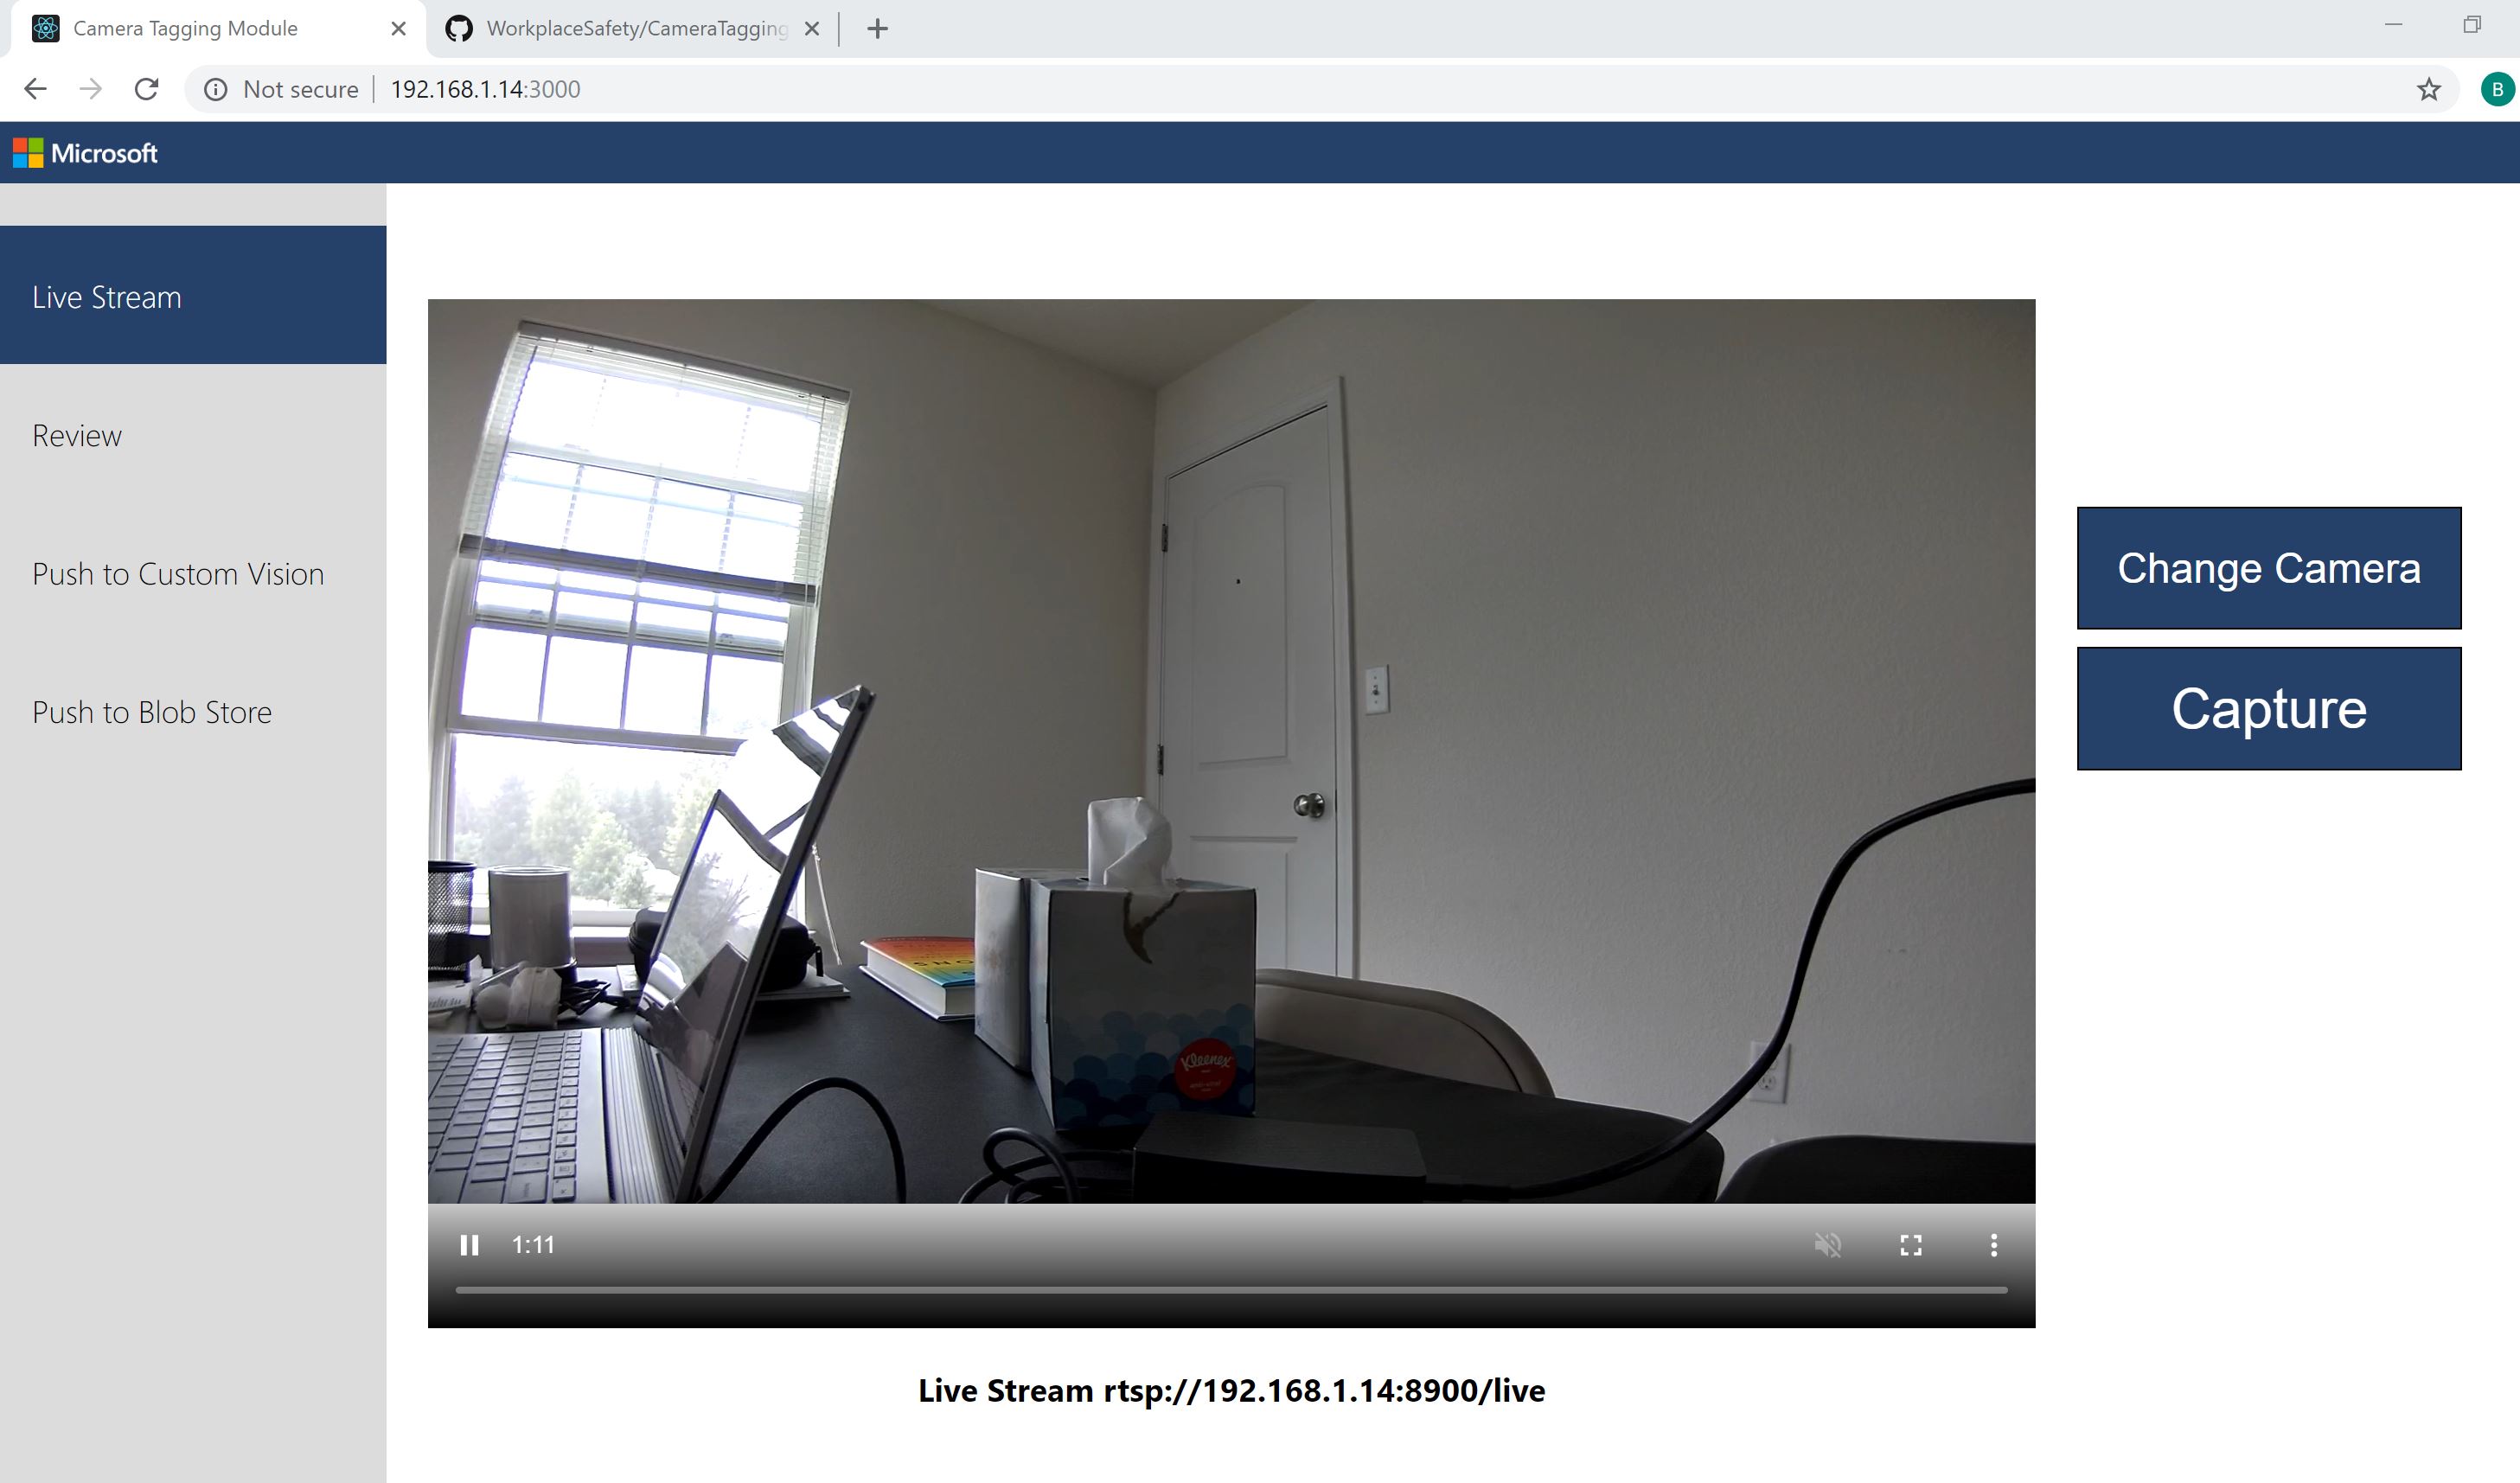 Camera Tagging Module
WorkplaceSafety/CameraTagging
Not secure
192.168.1.14:3000
B
Microsoft
Live Stream
Review
Push to Custom Vision
Push to Blob Store
Change Camera
Capture
Kleenex
1:11
Live Stream rtsp://192.168.1.14:8900/live